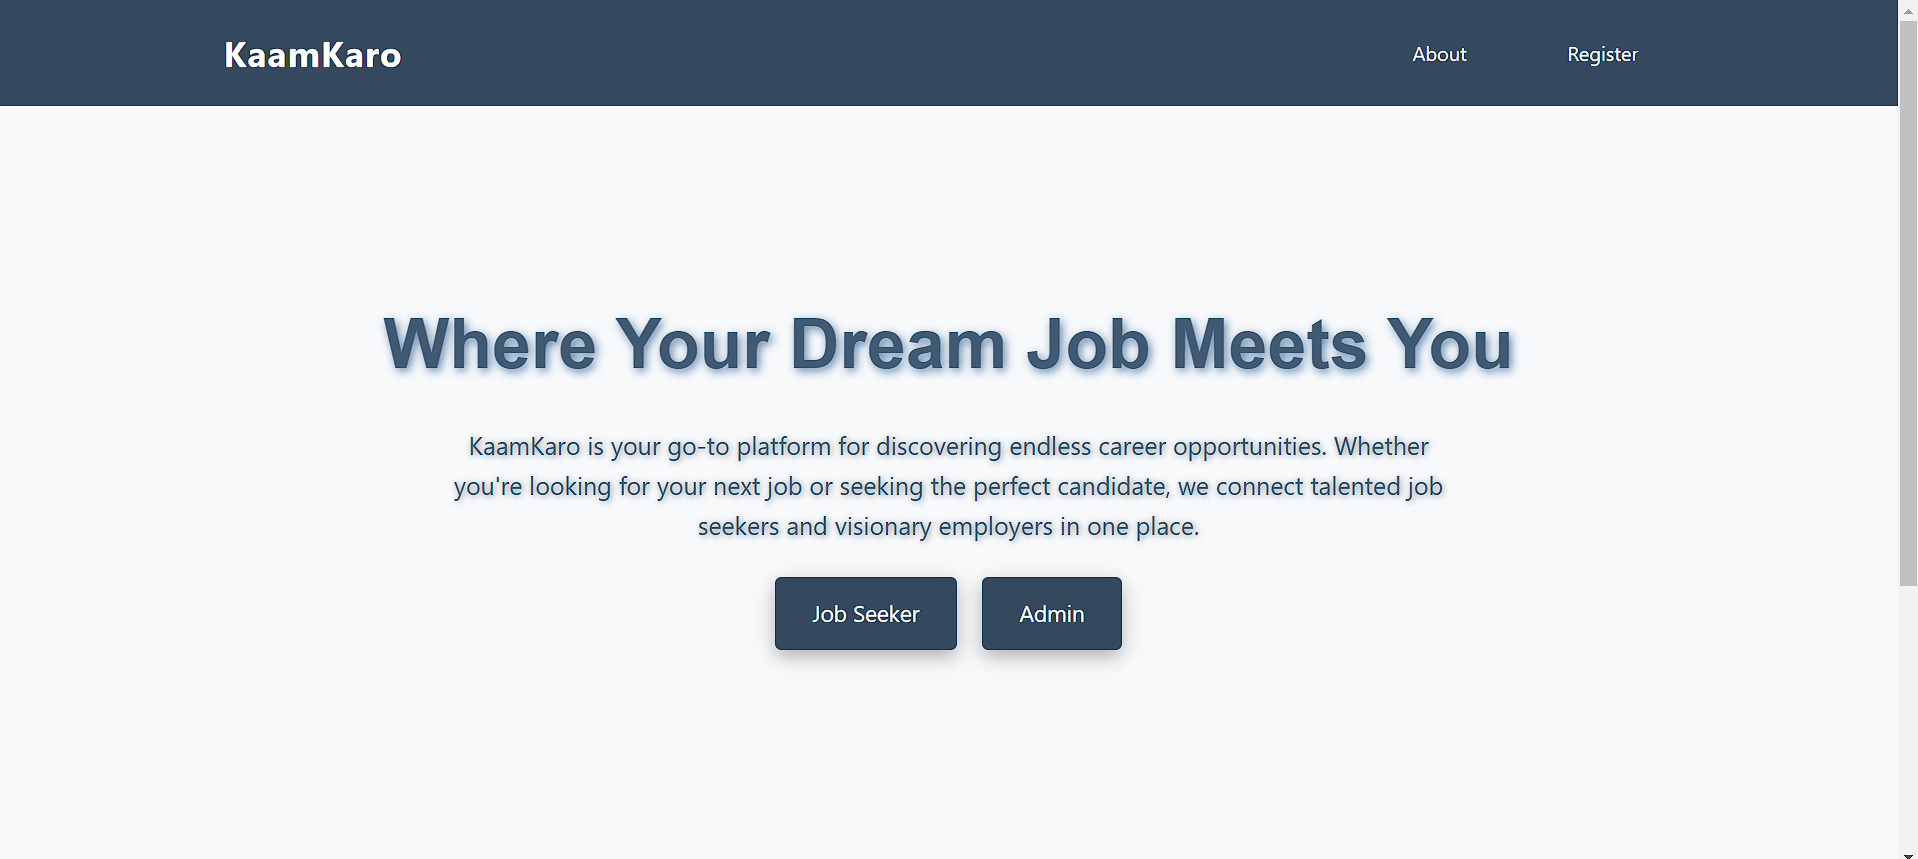 KaamKaro
About
Register
Where Your Dream Job Meets You
KaamKaro is your go-to platform for discovering endless career opportunities. Whether
you're looking for your next job or seeking the perfect candidate, we connect talented job
seekers and visionary employers in one place.
Job Seeker
Admin